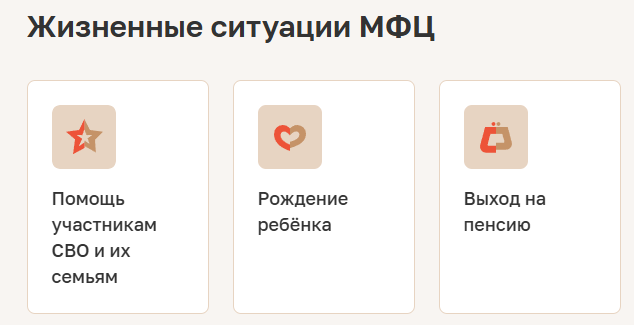 Жизненные ситуации МФЦ
Помощь
участникам
СВО и их
семьям
Рождение
ребёнка
Выход на
пенсию